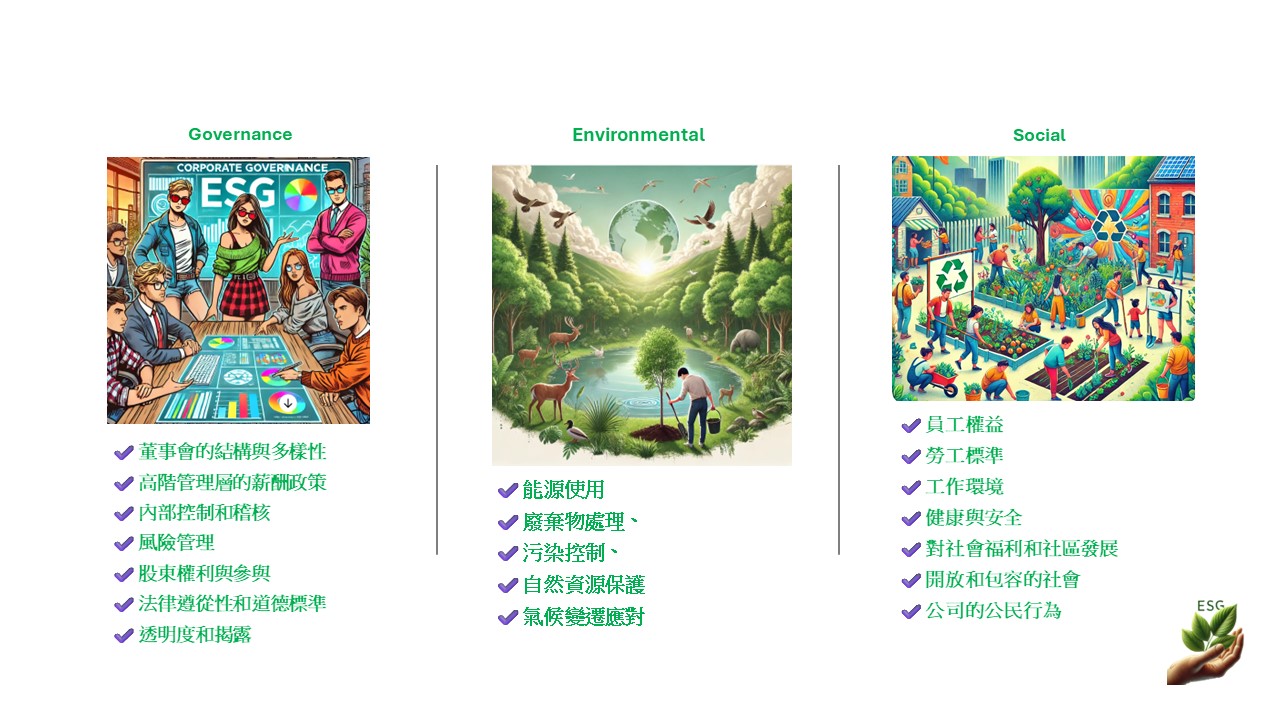 Governance
CORPORATE GOVERNANCE
ESG
董事會的結構與多樣性
高階管理層的薪酬政策
內部控制和稽核
風險管理
股東權利與參與
法律遵從性和道德標準
透明度和揭露
Environmental
能源使用
廢棄物處理、
污染控制、
自然資源保護
氣候變遷應對
Social
員工權益
勞工標準
工作環境
健康與安全
對社會福利和社區發展
開放和包容的社會
公司的公民行為
ESG